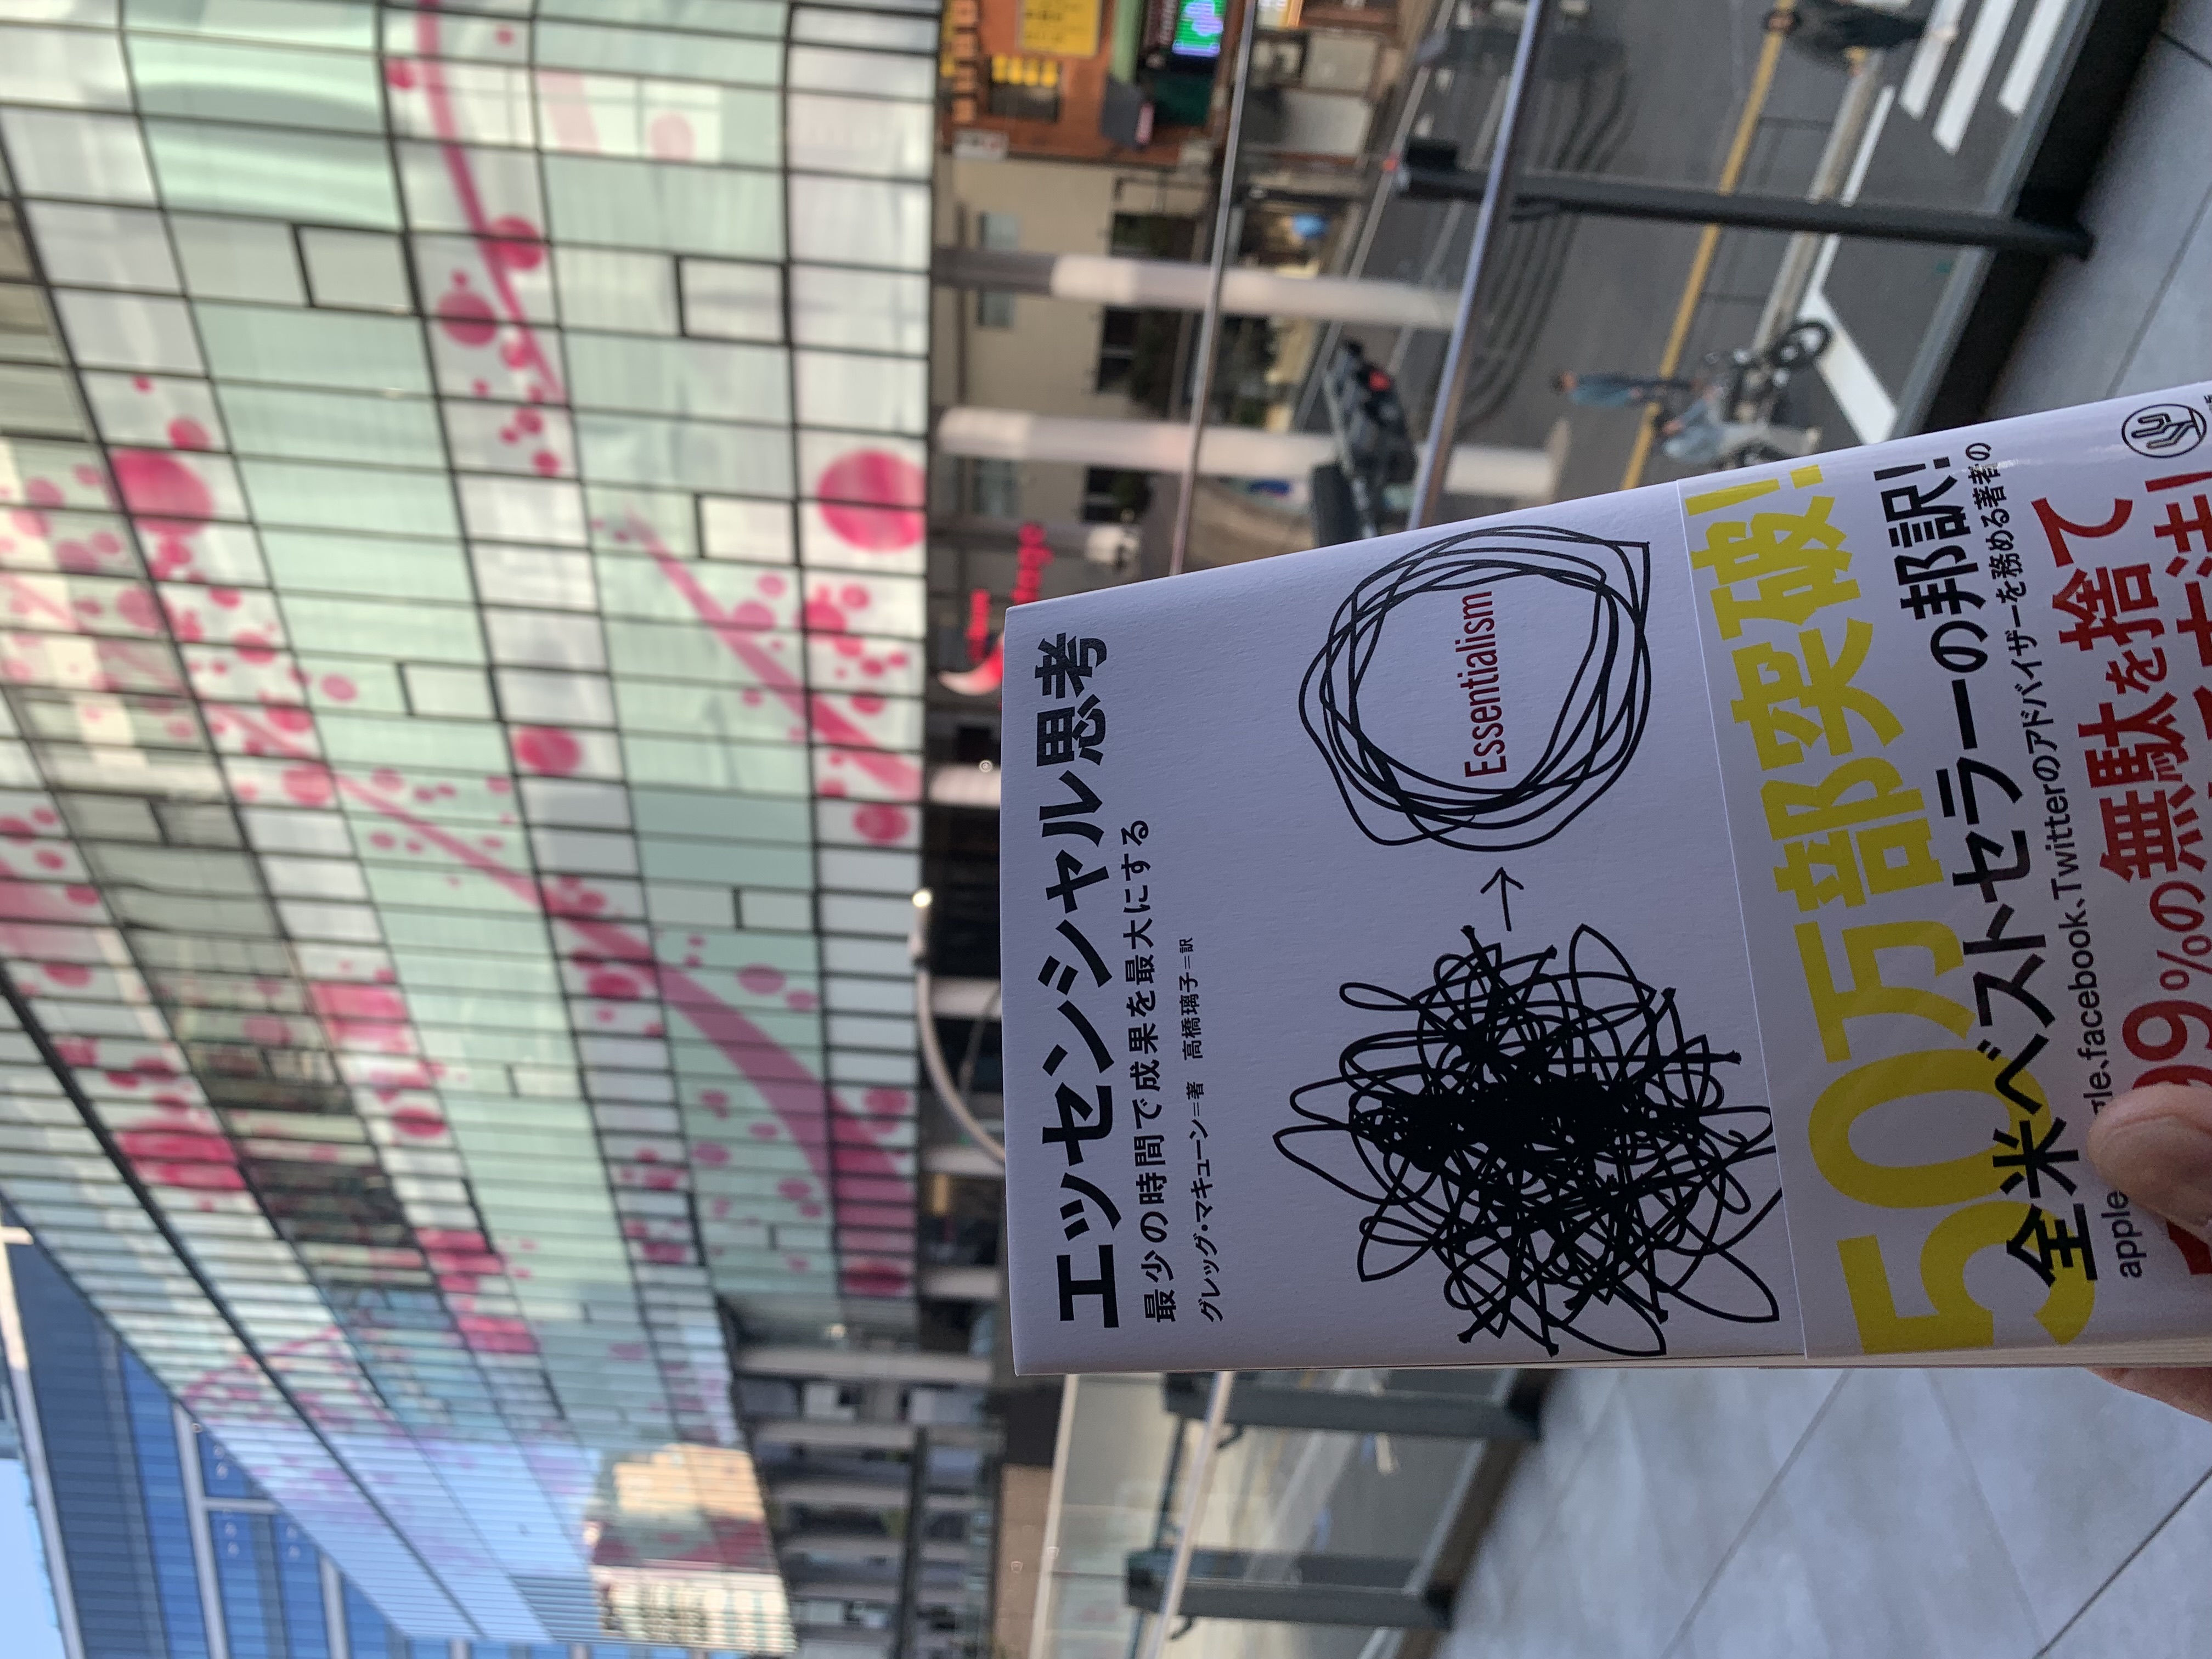 エッセンシャル思考
最少の時間で成果を最大にする
グレッグ・マキューン=著 高橋璃子=訳
Essentialism
50万部突破!
全米ベストセラーの邦訳!
apple、 facebook、Twitterのアドバイザーを務める著者の
99%の無駄を捨て